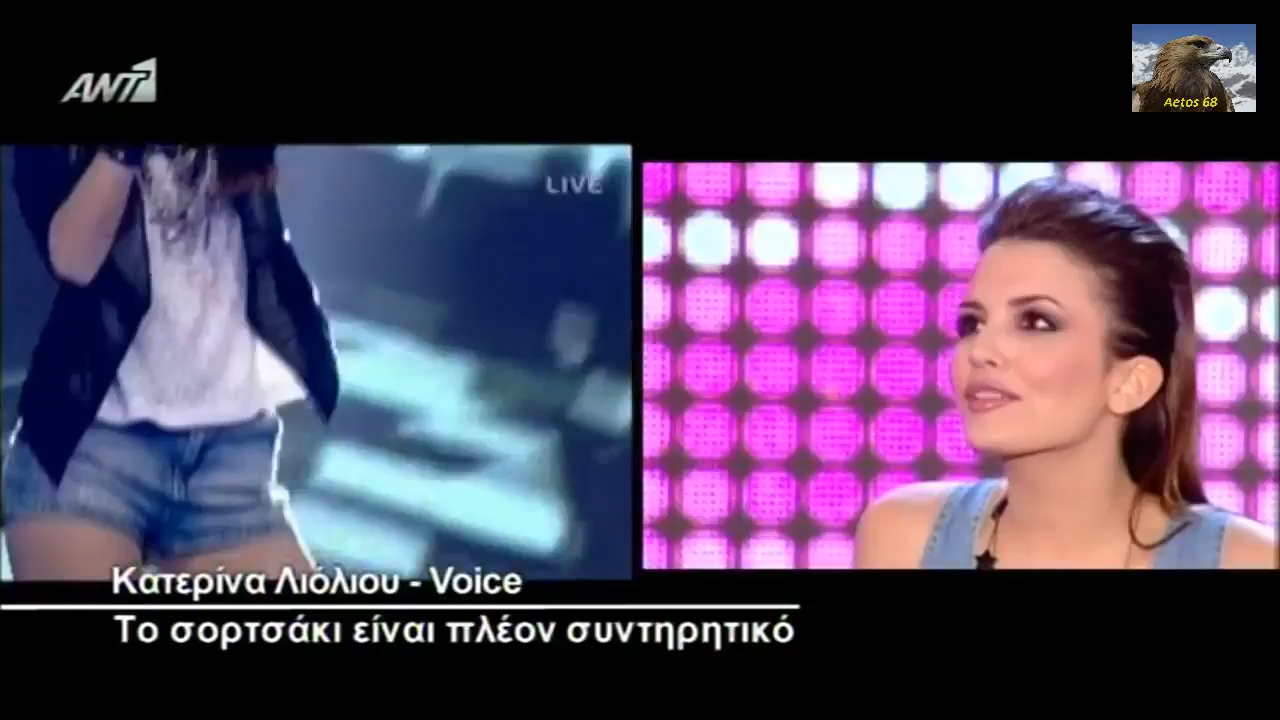 ANT1
Aetos 68
LIVE
Κατερίνα Λιόλιου - Voice
Το σορτσάκι είναι πλέον συντηρητικό